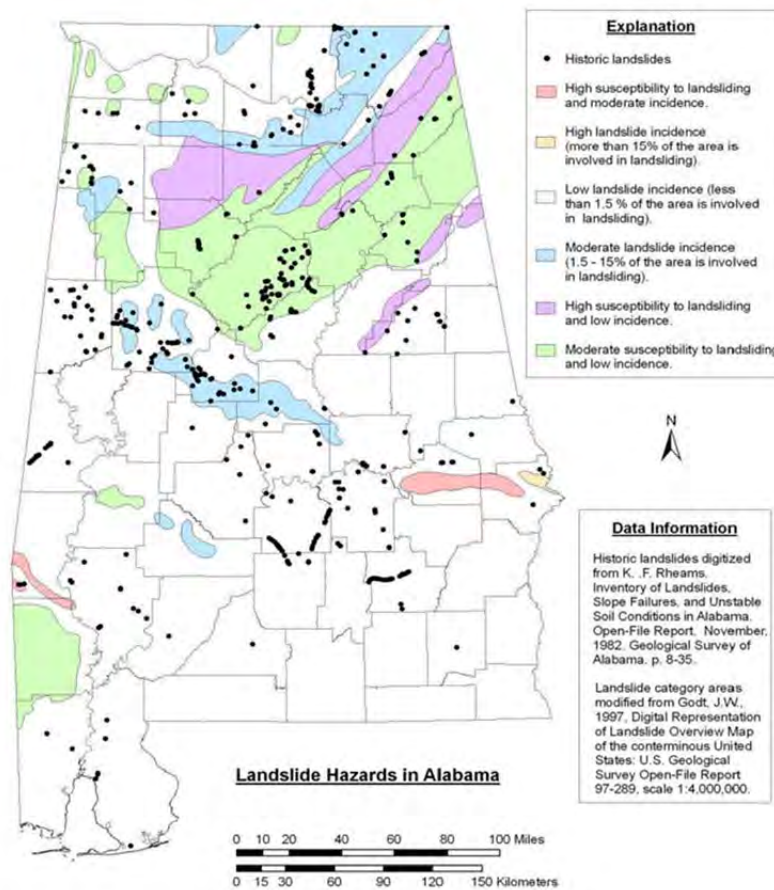 Explanation
Historic landslides
High susceptibility to landsliding
and moderate incidence.
High landslide incidence
(more than 15% of the area is
involved in landsliding).
Low landslide incidence (less
than 1.5 % of the area is involved
in landsliding).
Moderate landslide incidence
(1.5 - 15% of the area is involved
in landsliding).
High susceptibility to landsliding
and low incidence.
Moderate susceptibility to landsliding
and low incidence.
N
Data Information
Historic landslides digitized
from K. .F. Rheams.
Inventory of Landslides,
Slope Failures, and Unstable
Soil Conditions in Alabama.
Open-File Report, November,
1982. Geological Survey of
Alabama. p. 8-35.
Landslide category areas
modified from Godt, J.W.,
1997, Digital Representation
of Landslide Overview Map
of the conterminous United
States: U.S. Geological
Survey Open-File Report
97-289, scale 1:4,000,000.
Landslide Hazards in Alabama
0 10 20 40 60 80 100 Miles
0 15 30 60 90 120 150 Kilometers